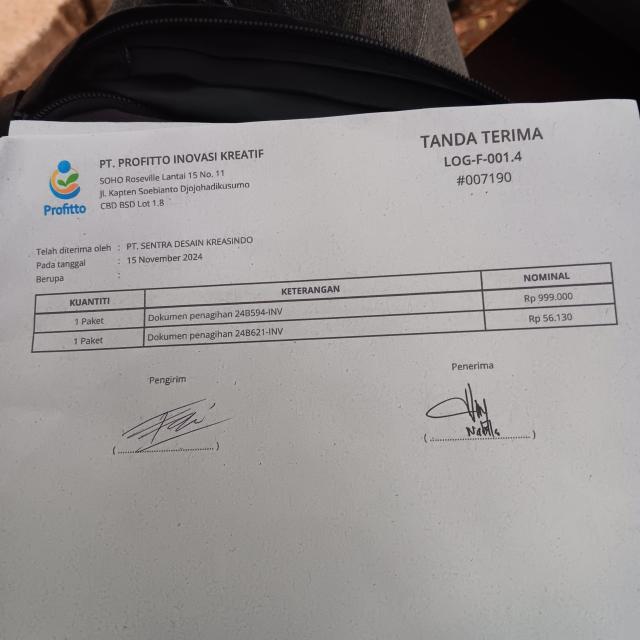 PT. PROFITTO INOVASI KREATIF
SOHO Roseville Lantai 15 No. 11
Jl. Kapten Soebianto Djojohadikusumo
CBD BSD Lot 1.8
Profitto
TANDA TERIMA
LOG-F-001.4
#007190
Telah diterima oleh : PT. SENTRA DESAIN KREASINDO
Pada tanggal : 15 November 2024
Berupa :
KUANTITI KETERANGAN NOMINAL
1 Paket Dokumen penagihan 24B594-INV Rp 999.000
1 Paket Dokumen penagihan 24B621-INV Rp 56.130
Pengirim Penerima
(..............................) (..............................)